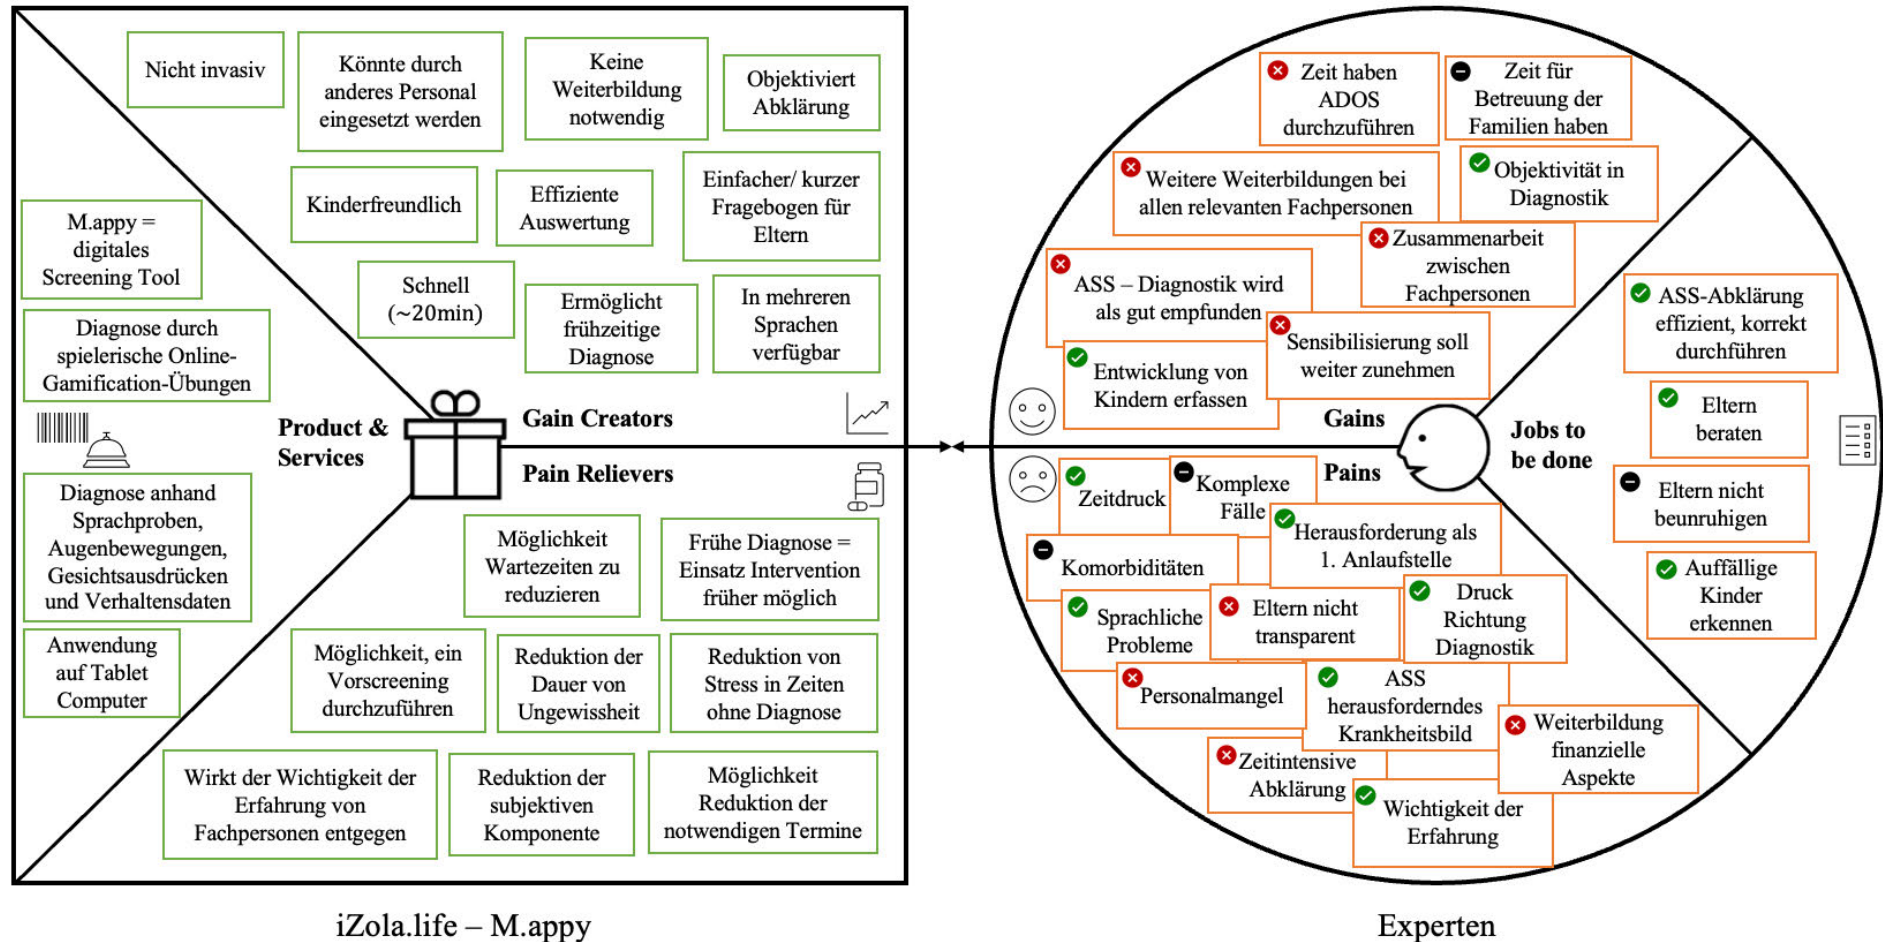 Nicht invasiv
Könnte durch
anderes Personal
eingesetzt werden
Keine
Weiterbildung
notwendig
Objektiviert
Abklärung
Kinderfreundlich
Effiziente
Auswertung
Einfacher/ kurzer
Fragebogen für
Eltern
Schnell
(~20min)
Ermöglicht
frühzeitige
Diagnose
In mehreren
Sprachen
verfügbar
M.appy =
digitales
Screening Tool
Diagnose durch
spielerische Online-
Gamification-Übungen
Product &
Services
Gain Creators
Pain Relievers
Diagnose anhand
Sprachproben,
Augenbewegungen,
Gesichtsausdrücken
und Verhaltensdaten
Anwendung
auf Tablet
Computer
Möglichkeit
Wartezeiten zu
reduzieren
Frühe Diagnose =
Einsatz Intervention
früher möglich
Möglichkeit, ein
Vorscreening
durchzuführen
Reduktion der
Dauer von
Ungewissheit
Reduktion von
Stress in Zeiten
ohne Diagnose
Wirkt der Wichtigkeit der
Erfahrung von
Fachpersonen entgegen
Reduktion der
subjektiven
Komponente
Möglichkeit
Reduktion der
notwendigen Termine
iZola.life – M.appy
Zeit haben
ADOS
durchzuführen
Zeit für
Betreuung der
Familien haben
Weitere Weiterbildungen bei
allen relevanten Fachpersonen
Objektivität in
Diagnostik
Zusammenarbeit
zwischen
Fachpersonen
ASS – Diagnostik wird
als gut empfunden
Sensibilisierung soll
weiter zunehmen
Entwicklung von
Kindern erfassen
Gains
Pains
Jobs to
be done
ASS-Abklärung
effizient, korrekt
durchführen
Eltern
beraten
Eltern nicht
beunruhigen
Auffällige
Kinder
erkennen
Zeitdruck
Komplexe
Fälle
Herausforderung als
1. Anlaufstelle
Komorbiditäten
Sprachliche
Probleme
Eltern nicht
transparent
Druck
Richtung
Diagnostik
Personalmangel
ASS
herausforderndes
Krankheitsbild
Weiterbildung
finanzielle
Aspekte
Zeitintensive
Abklärung
Wichtigkeit der
Erfahrung
Experten